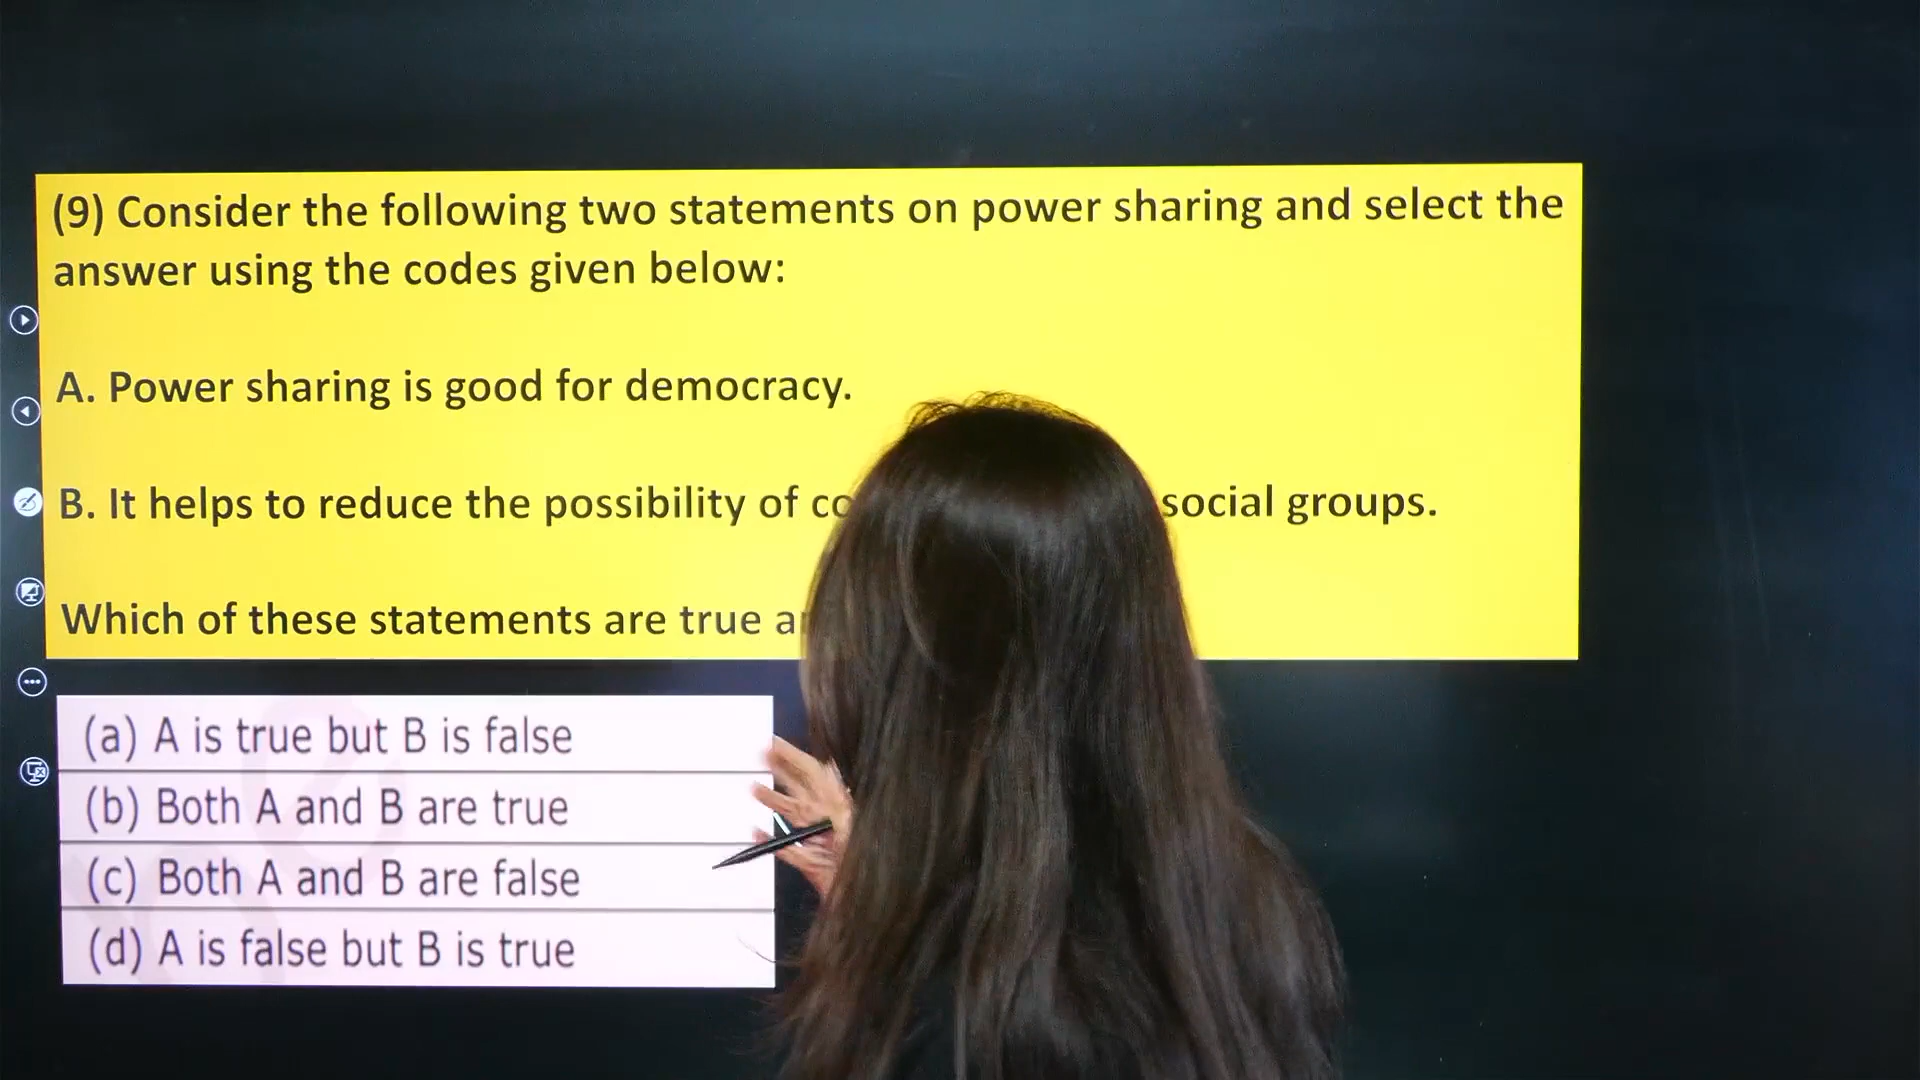 (9) Consider the following two statements on power sharing and select the
answer using the codes given below:
A. Power sharing is good for democracy.
B. It helps to reduce the possibility of social groups.
Which of these statements are true
(a) A is true but B is false
(b) Both A and B are true
(c) Both A and B are false
(d) A is false but B is true